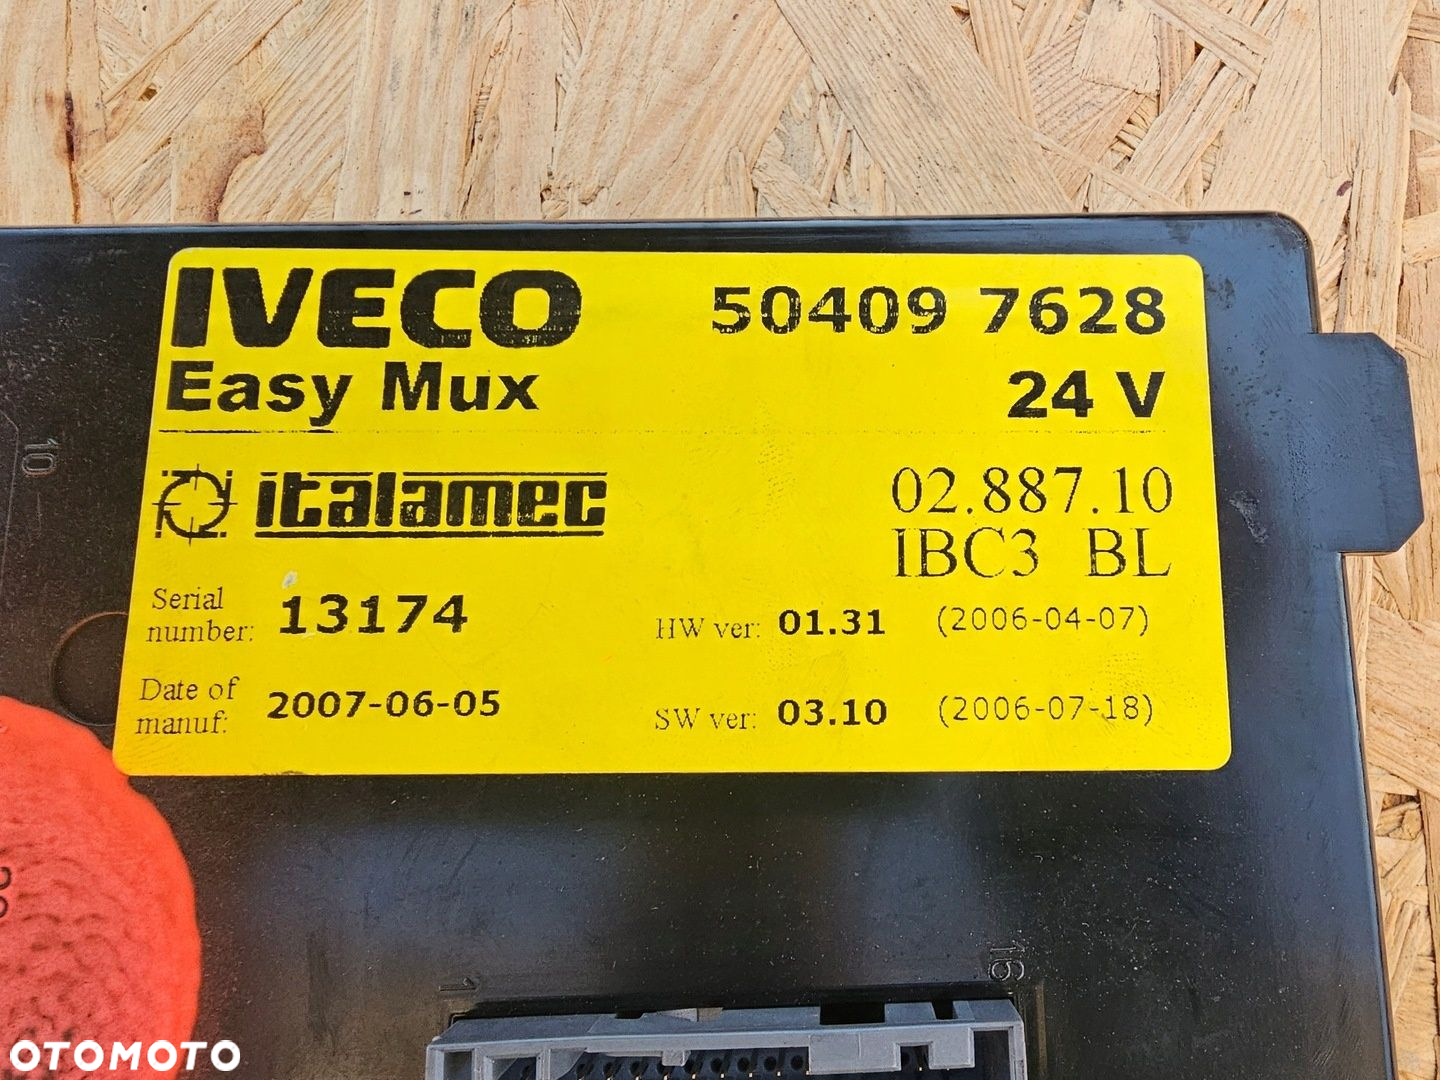 IVECO 50409 7628
Easy Mux 24 V
italamec 02.887.10
IBC3 BL
Serial number: 13174
HW ver: 01.31 (2006-04-07)
Date of manuf: 2007-06-05
SW ver: 03.10 (2006-07-18)
10
1
16
OTOMOTO